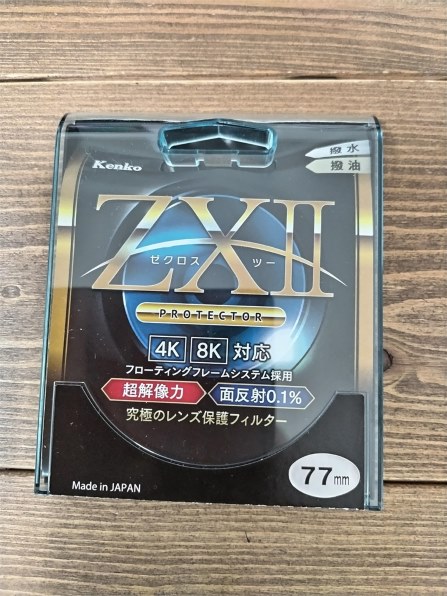 Kenko
撥水
撥油
ZXII
ゼクロス ツー
PROTECTOR
4K 8K 対応
フローティングフレームシステム採用
超解像力 面反射0.1%
究極のレンズ保護フィルター
77mm
Made in JAPAN